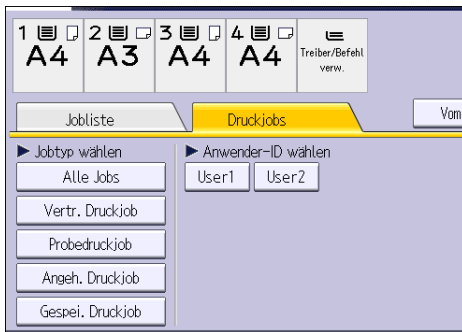 1 2 3 4
A4 A3 A4 A4 Treiber/Befehl
verw.
Jobliste Druckjobs Vom
Jobtyp wählen Anwender-ID wählen
Alle Jobs User1 User2
Vertr. Druckjob
Probedruckjob
Angeh. Druckjob
Gespei. Druckjob